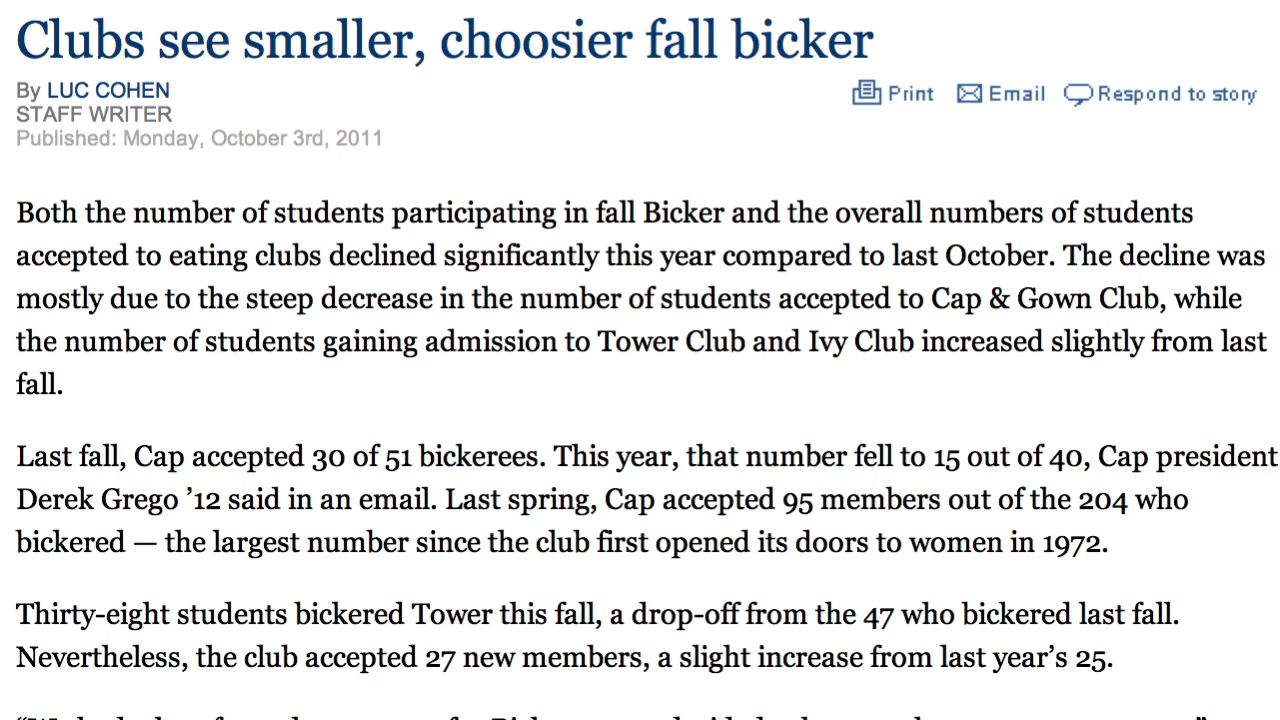 Clubs see smaller, choosier fall bicker
By LUC COHEN
Print Email Respond to story
STAFF WRITER
Published: Monday, October 3rd, 2011
Both the number of students participating in fall Bicker and the overall numbers of students
accepted to eating clubs declined significantly this year compared to last October. The decline was
mostly due to the steep decrease in the number of students accepted to Cap & Gown Club, while
the number of students gaining admission to Tower Club and Ivy Club increased slightly from last
fall.
Last fall, Cap accepted 30 of 51 bickerees. This year, that number fell to 15 out of 40, Cap president
Derek Grego ’12 said in an email. Last spring, Cap accepted 95 members out of the 204 who
bickered — the largest number since the club first opened its doors to women in 1972.
Thirty-eight students bickered Tower this fall, a drop-off from the 47 who bickered last fall.
Nevertheless, the club accepted 27 new members, a slight increase from last year’s 25.